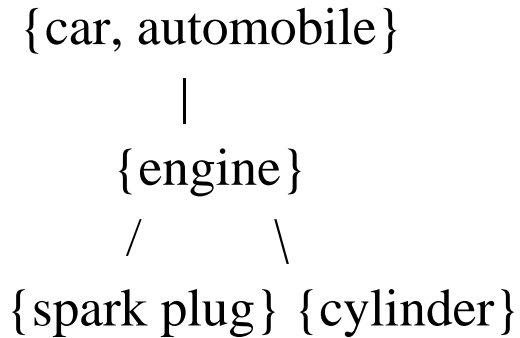 {car, automobile}
|
{engine}
/ \
{spark plug} {cylinder}